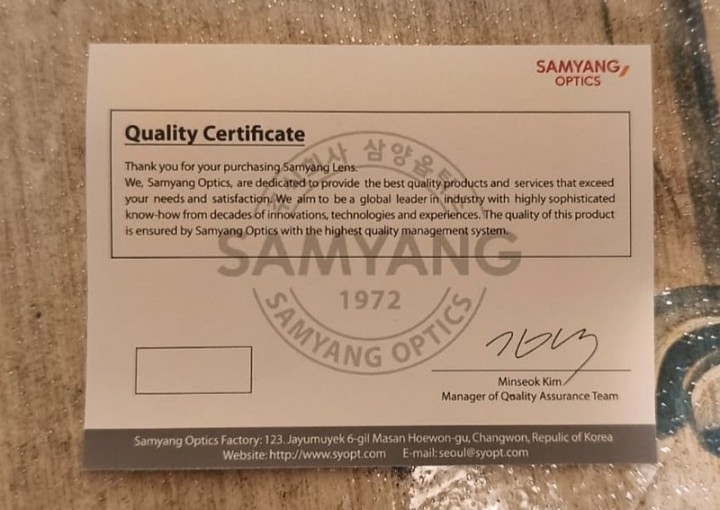 SAMYANG
OPTICS
Quality Certificate
Thank you for your purchasing Samyang Lens.
We, Samyang Optics, are dedicated to provide the best quality products and services that exceed
your needs and satisfaction. We aim to be a global leader in industry with highly sophisticated
know-how from decades of innovations, technologies and experiences. The quality of this product
is ensured by Samyang Optics with the highest quality management system.
삼양옵
SAMYANG
1972
SAMYANG OPTICS
Minseok Kim
Manager of Quality Assurance Team
Samyang Optics Factory: 123. Jayumuyek 6-gil Masan Hoewon-gu, Changwon, Repulic of Korea
Website: http://www.syopt.com E-mail: seoul@syopt.com